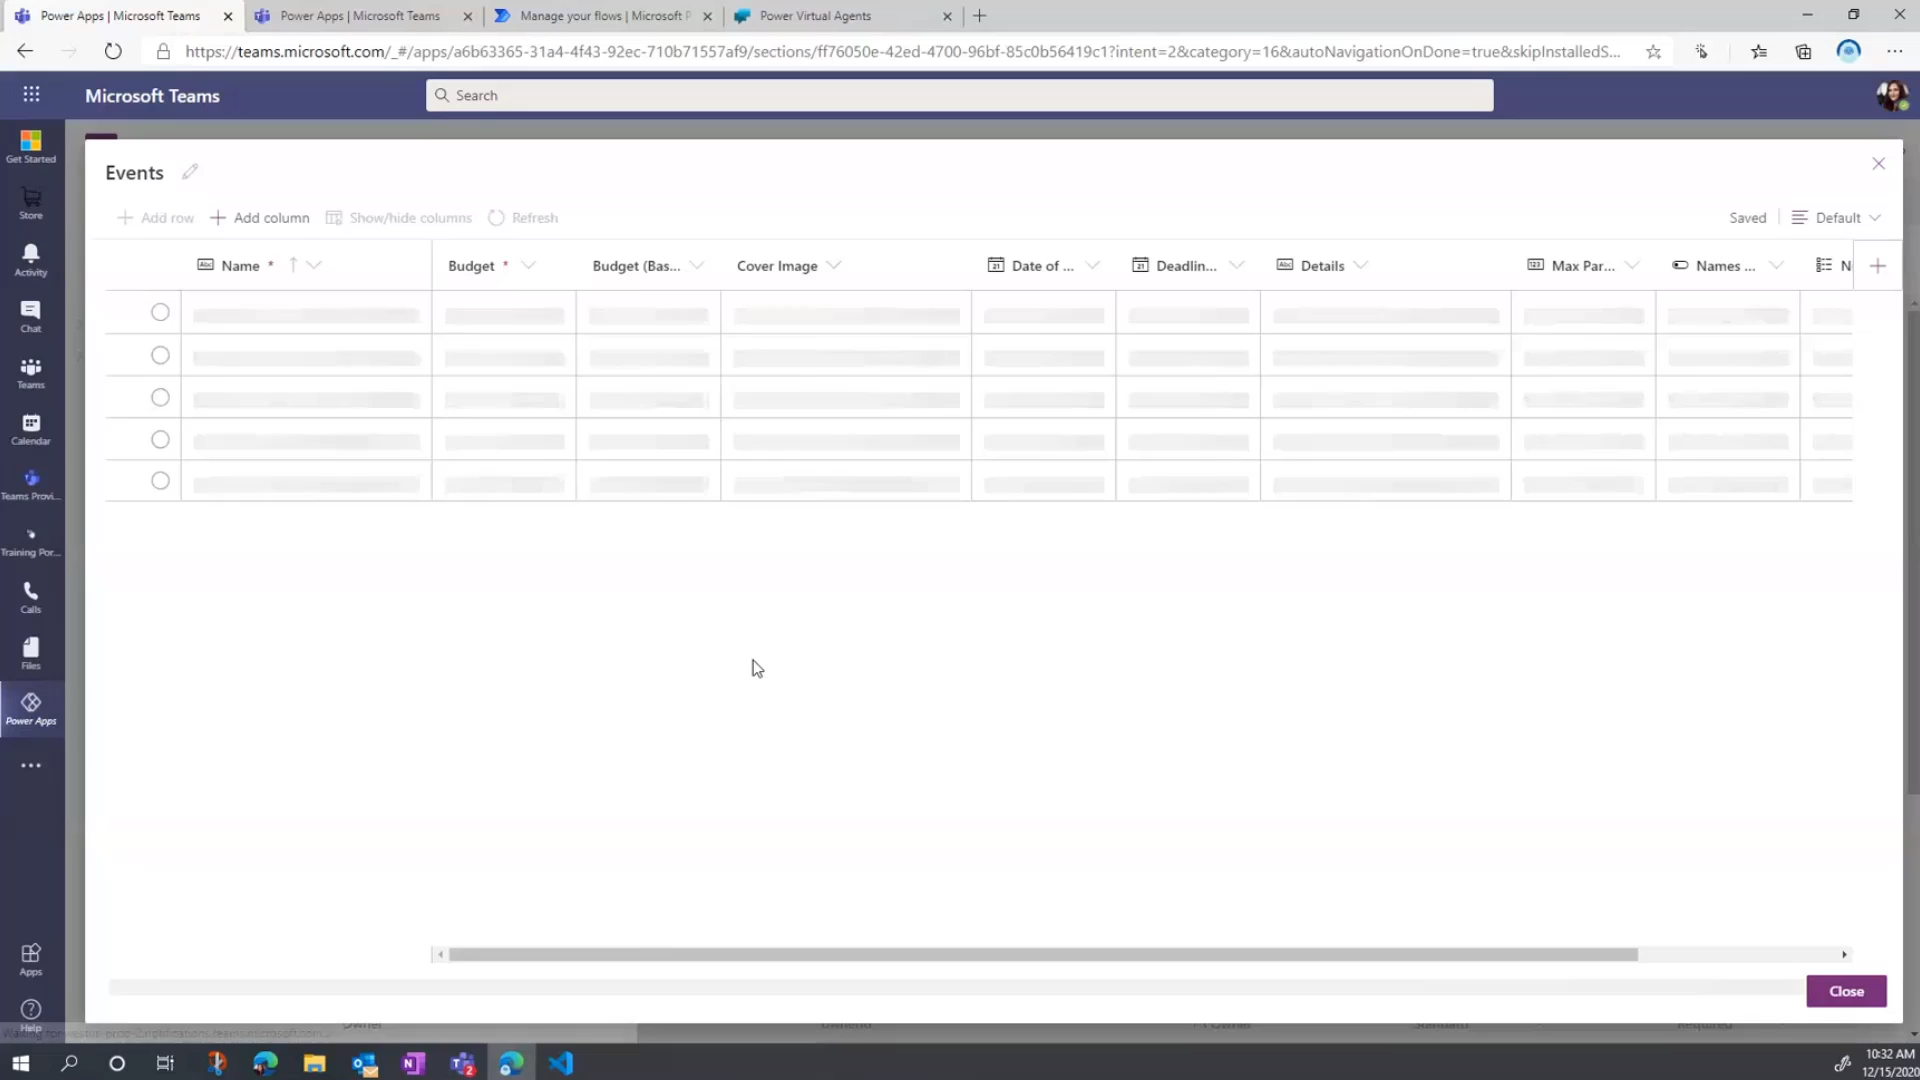 Power Apps | Microsoft Teams
Power Apps | Microsoft Teams
Manage your flows | Microsoft P
Power Virtual Agents
https://teams.microsoft.com/_#/apps/a6b63365-31a4-4f43-92ec-710b71557af9/sections/ff76050e-42ed-4700-96bf-85c0b56419c1?intent=2&category=16&autoNavigationOnDone=true&skipInstalledS...
Microsoft Teams
Search
Get Started
Store
Activity
Chat
Teams
Calendar
Teams Provi...
Training Por...
Calls
Files
Power Apps
Apps
Help
Events
Add row
Add column
Show/hide columns
Refresh
Saved
Default
Name *
Budget *
Budget (Bas...
Cover Image
Date of ...
Deadlin...
Details
Max Par...
Names ...
N
Close
Owner
Standard
Required
10:32 AM
12/15/2020